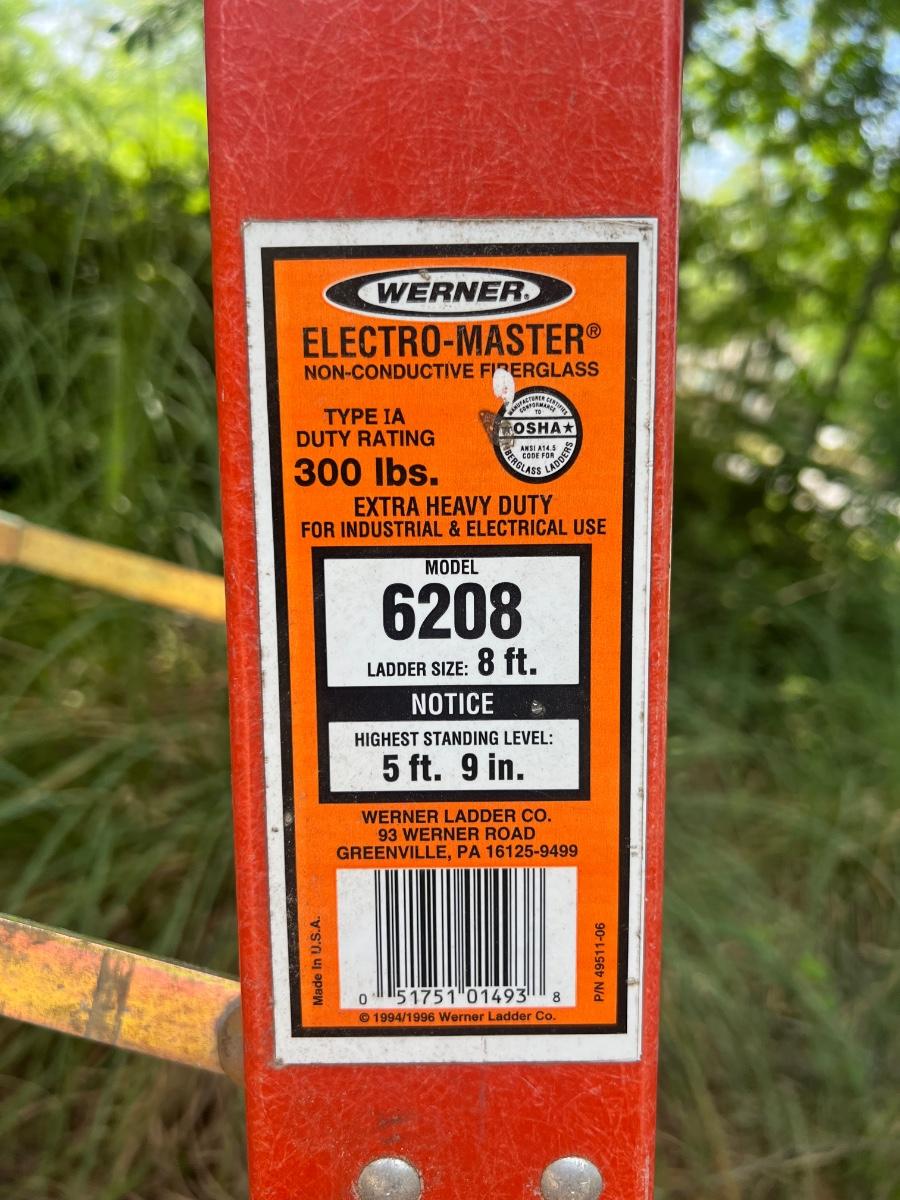 WERNER®
ELECTRO-MASTER®
NON-CONDUCTIVE FIBERGLASS
TYPE IA
DUTY RATING
300 lbs.
MANUFACTURER CERTIFIES
CONFORMANCE
TO
OSHA★
ANSI A14.5
CODE FOR
FIBERGLASS LADDERS
EXTRA HEAVY DUTY
FOR INDUSTRIAL & ELECTRICAL USE
MODEL
6208
LADDER SIZE: 8 ft.
NOTICE
HIGHEST STANDING LEVEL:
5 ft. 9 in.
WERNER LADDER CO.
93 WERNER ROAD
GREENVILLE, PA 16125-9499
Made In U.S.A.
0 51751 01493 8
P/N 49511-06
© 1994/1996 Werner Ladder Co.